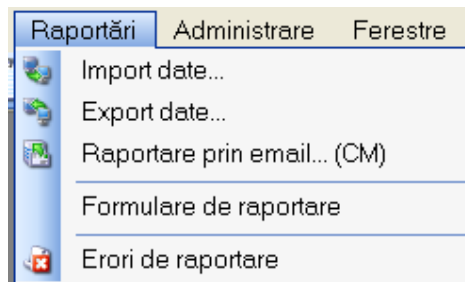 Raportări Administrare Ferestre
Import date...
Export date...
Raportare prin email... (CM)
Formulare de raportare
Erori de raportare